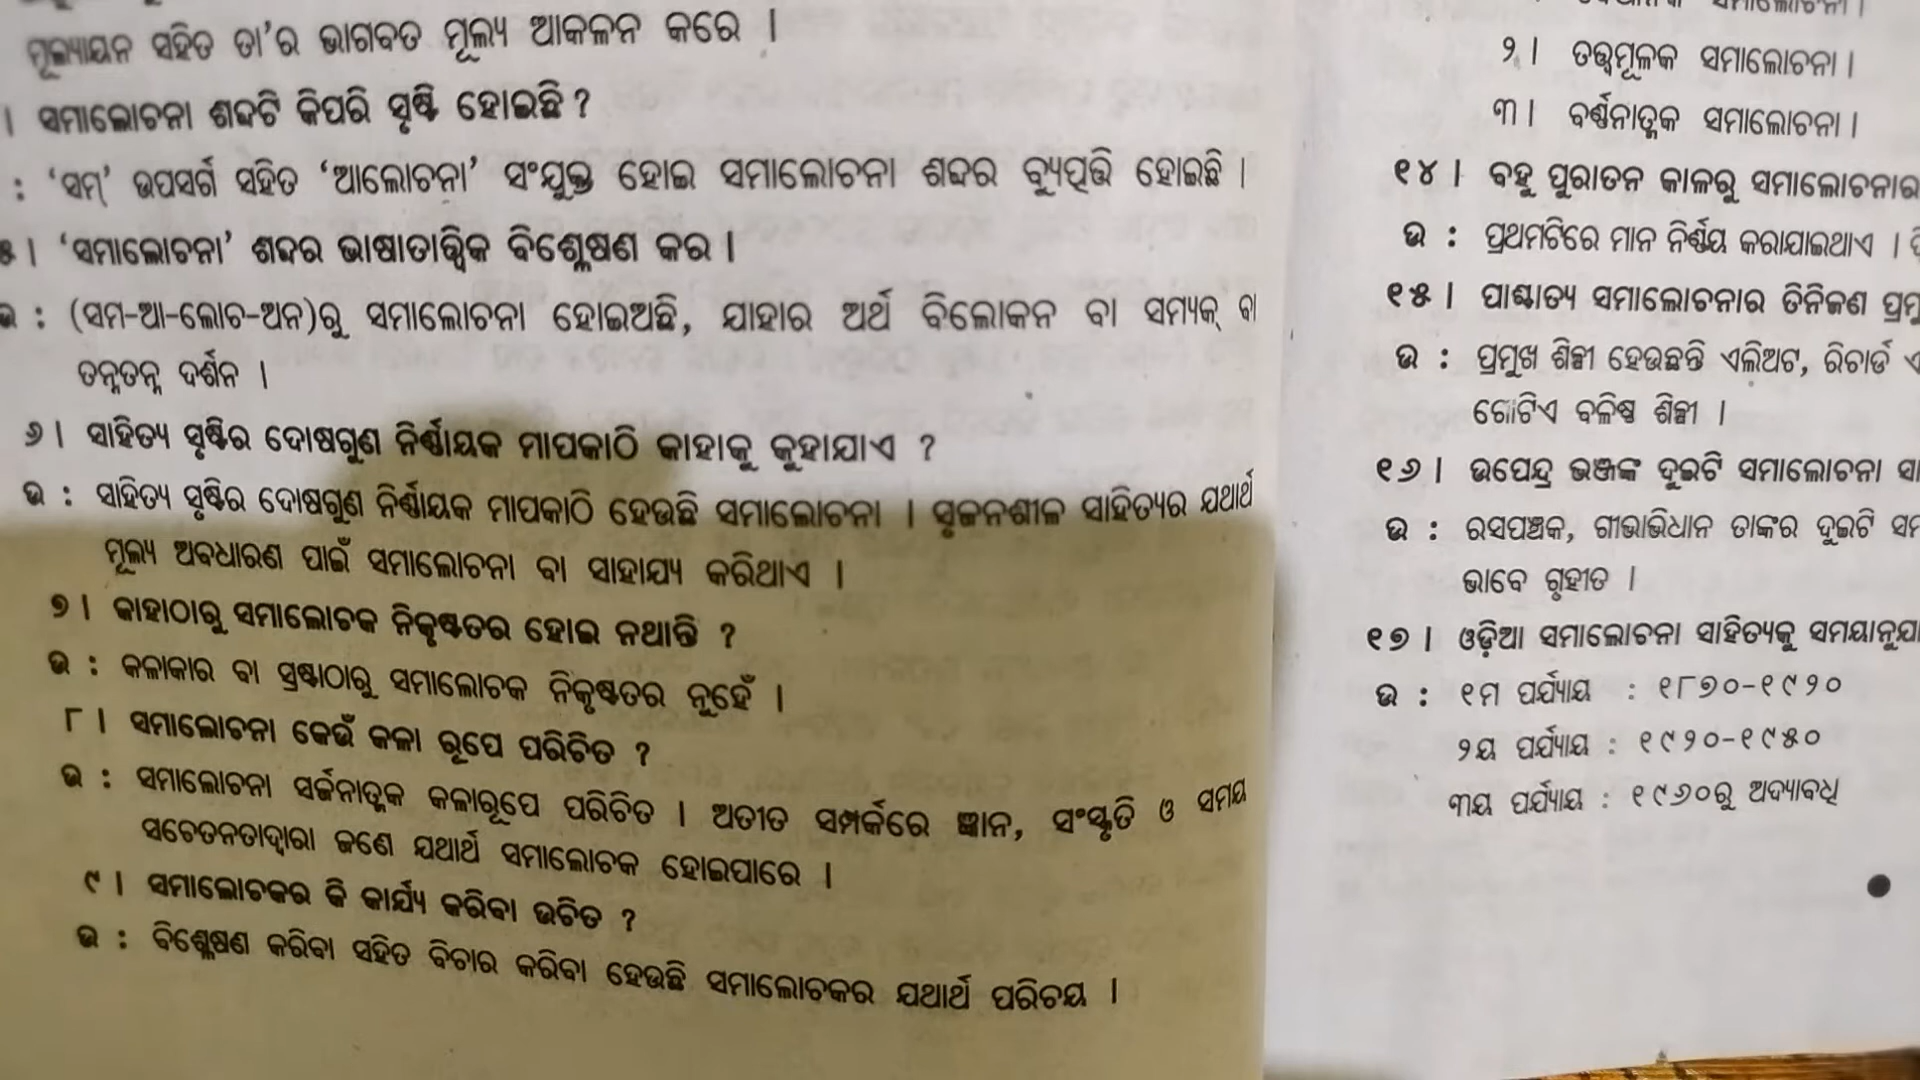 ମୂଲ୍ୟାୟନ ସହିତ ତା'ର ଭାଗବତ ମୂଲ୍ୟ ଆକଳନ କରେ ।
। ସମାଲୋଚନା ଶବ୍ଦଟି କିପରି ସୃଷ୍ଟି ହୋଇଛି ?
: 'ସମ୍' ଉପସର୍ଗ ସହିତ 'ଆଲୋଚନା' ସଂଯୁକ୍ତ ହୋଇ ସମାଲୋଚନା ଶବ୍ଦର ବ୍ୟୁତ୍ପତ୍ତି ହୋଇଛି ।
୫। 'ସମାଲୋଚନା' ଶବ୍ଦର ଭାଷାତାତ୍ତ୍ୱିକ ବିଶ୍ଳେଷଣ କର ।
ଉ : (ସମ-ଆ-ଲୋଚ-ଅନ)ରୁ ସମାଲୋଚନା ହୋଇଅଛି, ଯାହାର ଅର୍ଥ ବିଲୋକନ ବା ସମ୍ୟକ୍ ବା
ତନ୍ନତନ୍ନ ଦର୍ଶନ ।
୬। ସାହିତ୍ୟ ସୃଷ୍ଟିର ଦୋଷଗୁଣ ନିର୍ଣ୍ଣାୟକ ମାପକାଠି କାହାକୁ କୁହାଯାଏ ?
ଉ : ସାହିତ୍ୟ ସୃଷ୍ଟିର ଦୋଷଗୁଣ ନିର୍ଣ୍ଣାୟକ ମାପକାଠି ହେଉଛି ସମାଲୋଚନା । ସୃଜନଶୀଳ ସାହିତ୍ୟର ଯଥାର୍ଥ
ମୂଲ୍ୟ ଅବଧାରଣ ପାଇଁ ସମାଲୋଚନା ବା ସାହାଯ୍ୟ କରିଥାଏ ।
୭। କାହାଠାରୁ ସମାଲୋଚକ ନିକୃଷ୍ଟତର ହୋଇ ନଥାନ୍ତି ?
ଉ : କଳାକାର ବା ସ୍ରଷ୍ଟାଠାରୁ ସମାଲୋଚକ ନିକୃଷ୍ଟତର ନୁହେଁ ।
୮। ସମାଲୋଚନା କେଉଁ କଳା ରୂପେ ପରିଚିତ ?
ଉ : ସମାଲୋଚନା ସର୍ଜନାତ୍ମକ କଳାରୂପେ ପରିଚିତ । ଅତୀତ ସମ୍ପର୍କରେ ଜ୍ଞାନ, ସଂସ୍କୃତି ଓ ସମୟ
ସଚେତନତାଦ୍ୱାରା ଜଣେ ଯଥାର୍ଥ ସମାଲୋଚକ ହୋଇପାରେ ।
୯। ସମାଲୋଚକର କି କାର୍ଯ୍ୟ କରିବା ଉଚିତ ?
ଉ : ବିଶ୍ଳେଷଣ କରିବା ସହିତ ବିଚାର କରିବା ହେଉଛି ସମାଲୋଚକର ଯଥାର୍ଥ ପରିଚୟ ।
୨। ତତ୍ତ୍ୱମୂଳକ ସମାଲୋଚନା ।
୩। ବର୍ଣ୍ଣନାତ୍ମକ ସମାଲୋଚନା ।
୧୪। ବହୁ ପୁରାତନ କାଳରୁ ସମାଲୋଚନାର
ଉ : ପ୍ରଥମଟିରେ ମାନ ନିର୍ଣ୍ଣୟ କରାଯାଇଥାଏ ।
୧୫। ପାଶ୍ଚାତ୍ୟ ସମାଲୋଚନାର ତିନିଜଣ
ଉ : ପ୍ରମୁଖ ଶିଳ୍ପୀ ହେଉଛନ୍ତି ଏଲିଅଟ, ରିଚାର୍ଡ
ଗୋଟିଏ ବଳିଷ୍ଠ ଶିଳ୍ପୀ ।
୧୬। ଉପେନ୍ଦ୍ର ଭଞ୍ଜଙ୍କ ଦୁଇଟି ସମାଲୋଚନା
ଉ : ରସପଞ୍ଚକ, ଗୀତାଭିଧାନ ତାଙ୍କର ଦୁଇଟି
ଭାବେ ଗୃହୀତ ।
୧୭। ଓଡ଼ିଆ ସମାଲୋଚନା ସାହିତ୍ୟକୁ
ଉ : ୧ମ ପର୍ଯ୍ୟାୟ : ୧୮୭୦-୧୯୨୦
୨ୟ ପର୍ଯ୍ୟାୟ : ୧୯୨୦-୧୯୫୦
୩ୟ ପର୍ଯ୍ୟାୟ : ୧୯୬୦ରୁ ଅଦ୍ୟାବଧି